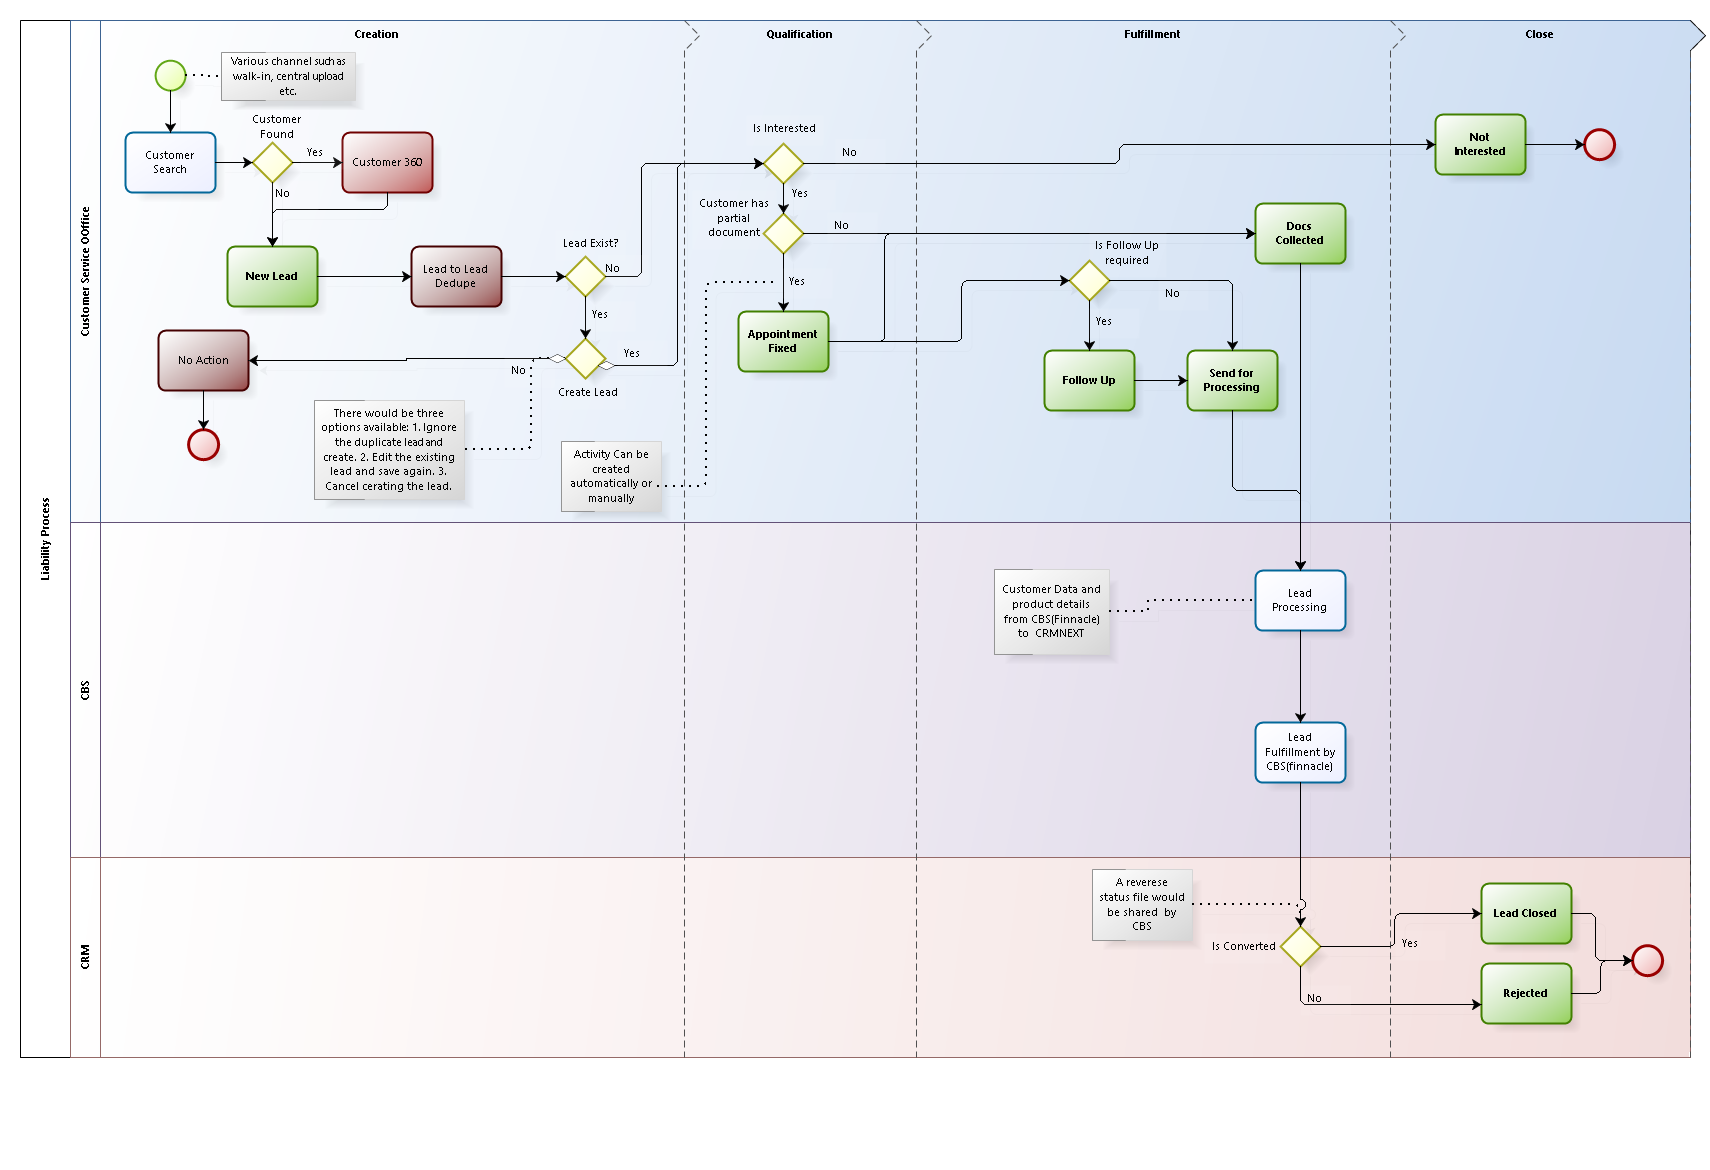 Creation
Qualification
Fulfillment
Close
Liability Process
Customer Service OOffice
CBS
CRM
Various channel such as
walk-in, central upload
etc.
Customer
Search
Customer
Found
Yes
No
Customer 360
New Lead
Lead to Lead
Dedupe
Lead Exist?
No
Yes
Create Lead
Yes
No
No Action
There would be three
options available: 1. Ignore
the duplicate lead and
create. 2. Edit the existing
lead and save again. 3.
Cancel cerating the lead.
Activity Can be
created
automatically or
manually
Is Interested
No
Yes
Customer has
partial
document
No
Yes
Appointment
Fixed
Is Follow Up
required
No
Yes
Follow Up
Send for
Processing
Docs
Collected
Not
Interested
Customer Data and
product details
from CBS(Finnacle)
to CRMNEXT
Lead
Processing
Lead
Fulfillment by
CBS(finnacle)
A reverese
status file would
be shared by
CBS
Is Converted
Yes
No
Lead Closed
Rejected